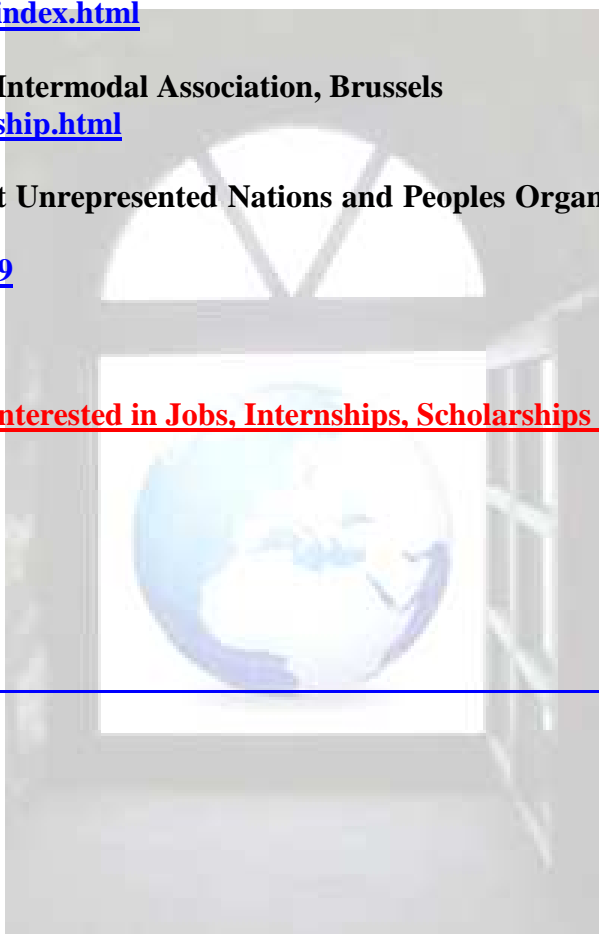 index.html
Intermodal Association, Brussels
ship.html
t Unrepresented Nations and Peoples Organ
9
nterested in Jobs, Internships, Scholarships